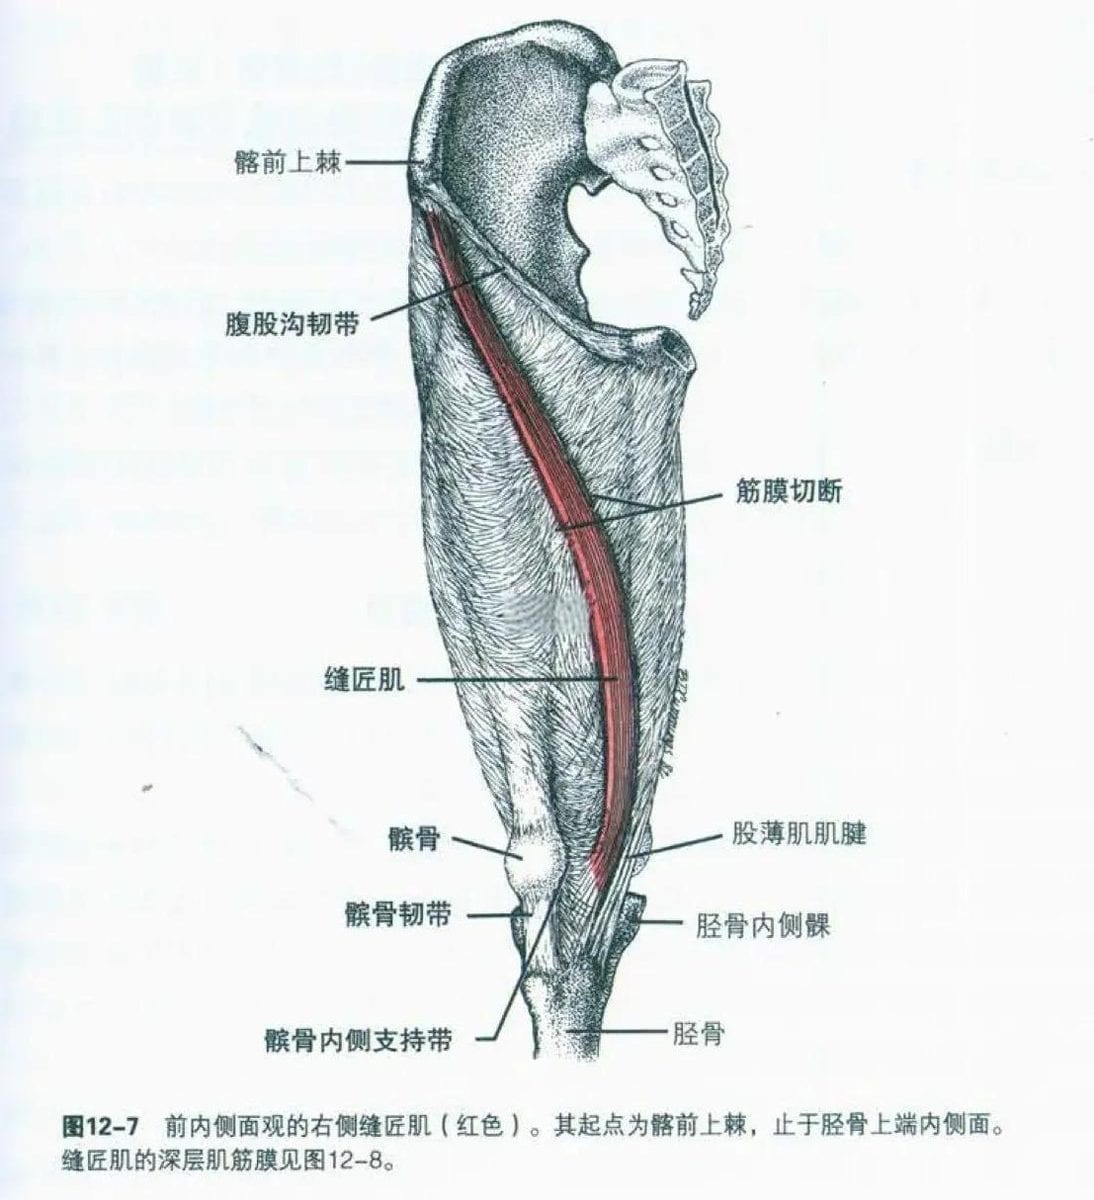 髂前上棘
腹股沟韧带
筋膜切断
缝匠肌
髌骨
股薄肌肌腱
髌骨韧带
胫骨内侧髁
髌骨内侧支持带
胫骨
图12-7 前内侧面观的右侧缝匠肌（红色）。其起点为髂前上棘，止于胫骨上端内侧面。
缝匠肌的深层肌筋膜见图12-8。